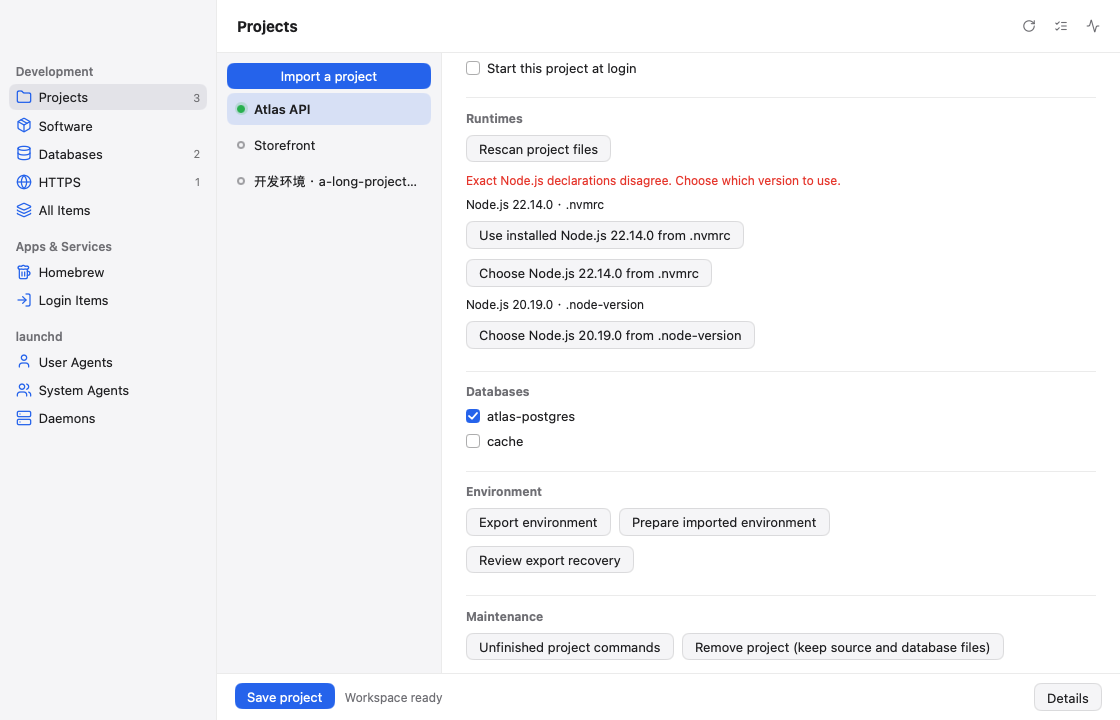 Projects
Development
Projects 3
Software
Databases 2
HTTPS 1
All Items
Apps & Services
Homebrew
Login Items
launchd
User Agents
System Agents
Daemons
Import a project
Atlas API
Storefront
开发环境 · a-long-project…
Start this project at login
Runtimes
Rescan project files
Exact Node.js declarations disagree. Choose which version to use.
Node.js 22.14.0 · .nvmrc
Use installed Node.js 22.14.0 from .nvmrc
Choose Node.js 22.14.0 from .nvmrc
Node.js 20.19.0 · .node-version
Choose Node.js 20.19.0 from .node-version
Databases
atlas-postgres
cache
Environment
Export environment Prepare imported environment
Review export recovery
Maintenance
Unfinished project commands Remove project (keep source and database files)
Save project Workspace ready Details